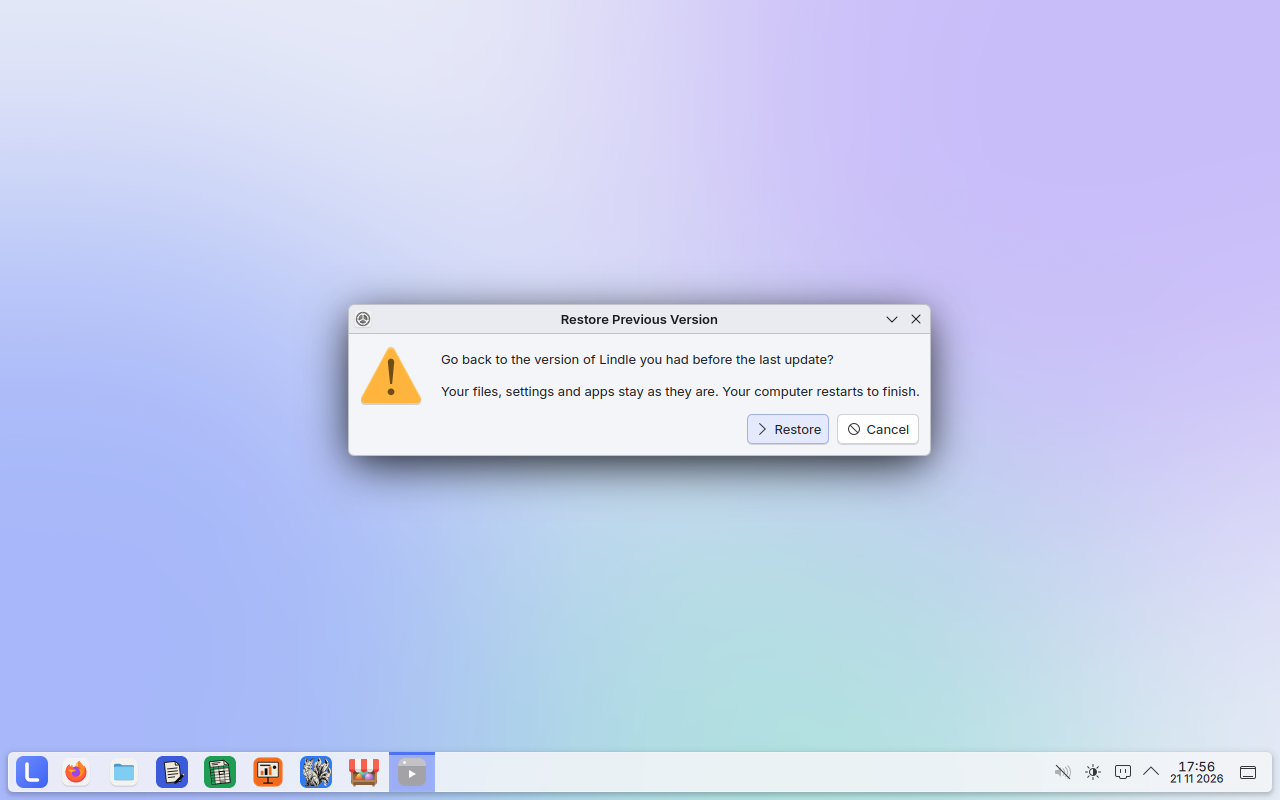 Restore Previous Version
Go back to the version of Lindle you had before the last update?
Your files, settings and apps stay as they are. Your computer restarts to finish.
Restore
Cancel
L
17:56
21 11 2026